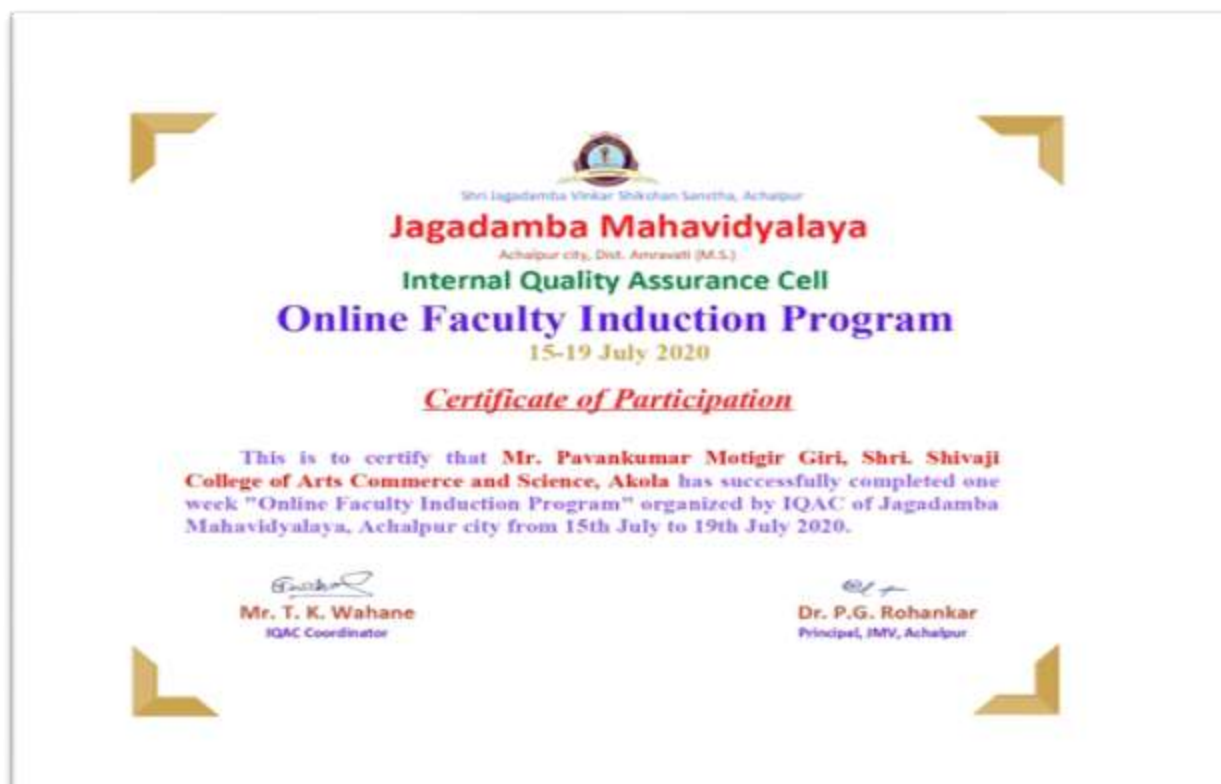 Shri Jagadamba Vinkar Shikshan Sanstha, Achalpur
Jagadamba Mahavidyalaya
Achalpur city, Dist. Amravati (M.S.)
Internal Quality Assurance Cell
Online Faculty Induction Program
15-19 July 2020
Certificate of Participation
This is to certify that Mr. Pavankumar Motigir Giri, Shri. Shivaji
College of Arts Commerce and Science, Akola has successfully completed one
week "Online Faculty Induction Program" organized by IQAC of Jagadamba
Mahavidyalaya, Achalpur city from 15th July to 19th July 2020.
Mr. T. K. Wahane
IQAC Coordinator
Dr. P.G. Rohankar
Principal, JMV, Achalpur